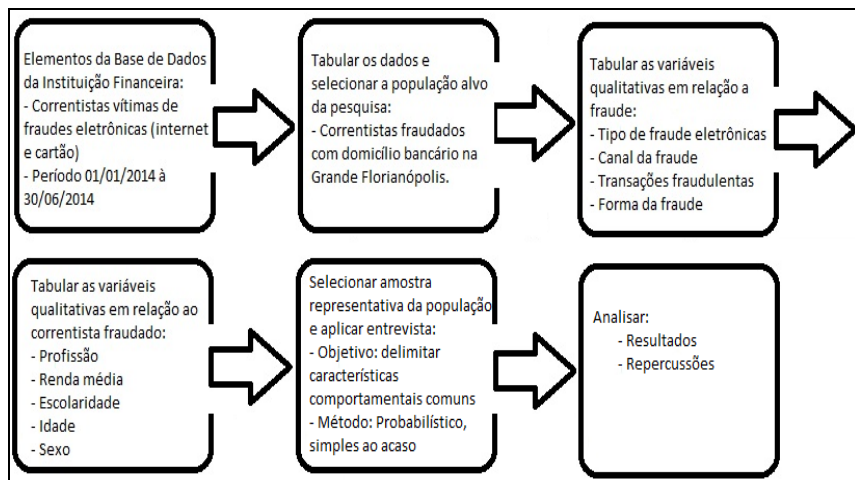 Elementos da Base de Dados
da Instituição Financeira:
- Correntistas vítimas de
fraudes eletrônicas (internet
e cartão)
- Período 01/01/2014 à
30/06/2014
Tabular os dados e
selecionar a população alvo
da pesquisa:
- Correntistas fraudados
com domicílio bancário na
Grande Florianópolis.
Tabular as variáveis
qualitativas em relação a
fraude:
- Tipo de fraude eletrônicas
- Canal da fraude
- Transações fraudulentas
- Forma da fraude
Tabular as variáveis
qualitativas em relação ao
correntista fraudado:
- Profissão
- Renda média
- Escolaridade
- Idade
- Sexo
Selecionar amostra
representativa da população
e aplicar entrevista:
- Objetivo: delimitar
características
comportamentais comuns
- Método: Probabilístico,
simples ao acaso
Analisar:
- Resultados
- Repercussões